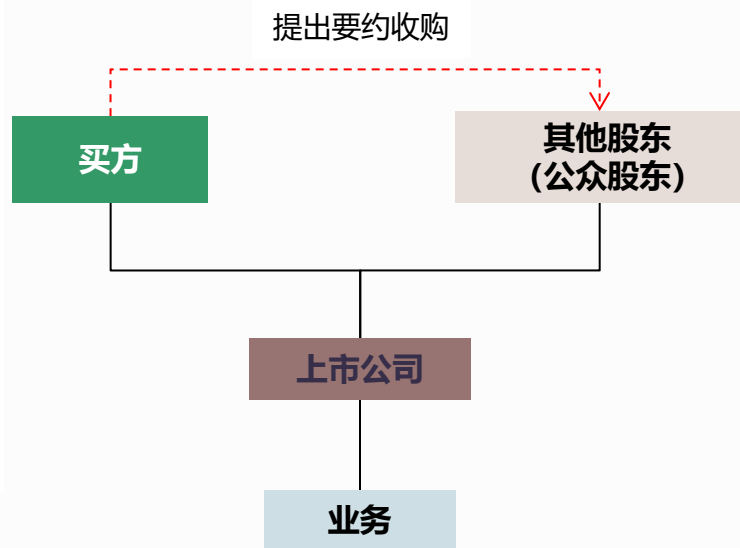 提出要约收购
买方
其他股东
(公众股东)
上市公司
业务